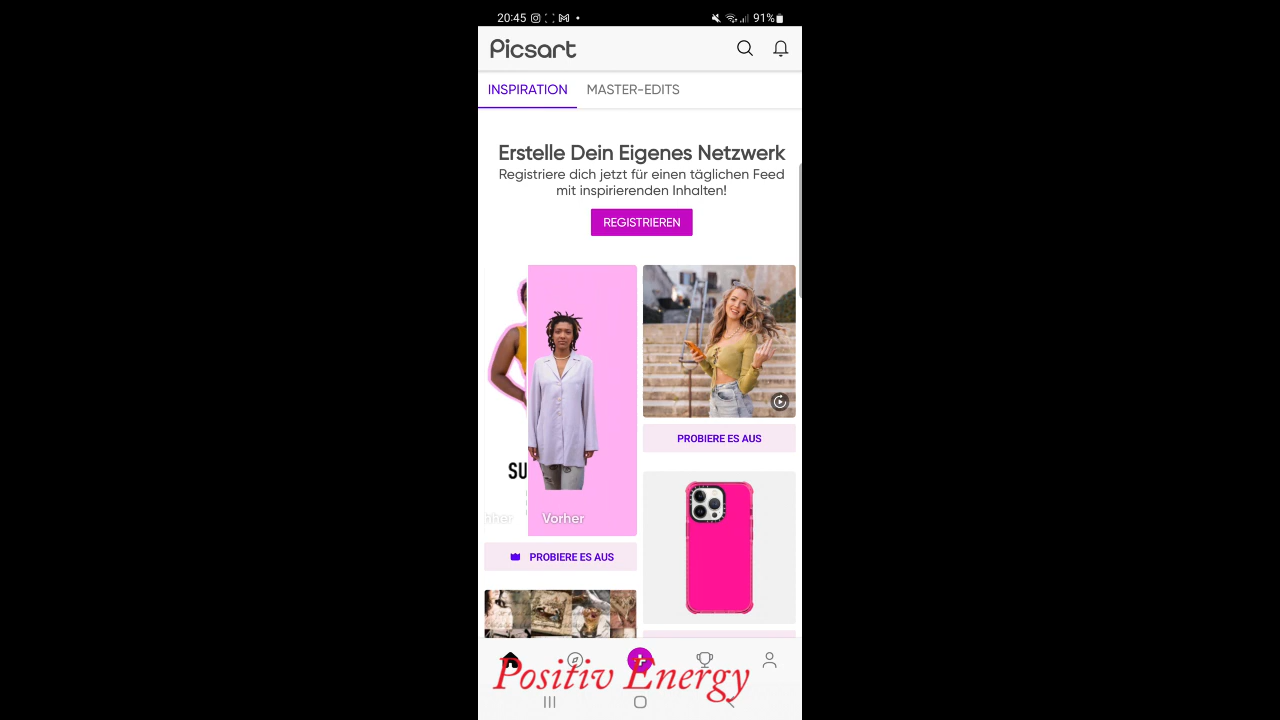 20:45
91%
Picsart
INSPIRATION MASTER-EDITS
Erstelle Dein Eigenes Netzwerk
Registriere dich jetzt für einen täglichen Feed
mit inspirierenden Inhalten!
REGISTRIEREN
SU
Vorher
PROBIERE ES AUS
PROBIERE ES AUS
Positiv Energy